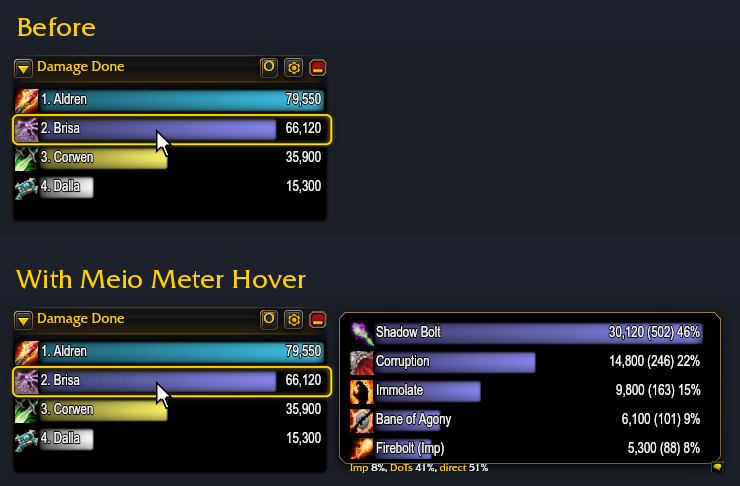 Before
Damage Done
O
1. Aldren 79,550
2. Brisa 66,120
3. Corwen 35,900
4. Dalla 15,300
With Meio Meter Hover
Damage Done
O
1. Aldren 79,550
2. Brisa 66,120
3. Corwen 35,900
4. Dalla 15,300
Shadow Bolt 30,120 (502) 46%
Corruption 14,800 (246) 22%
Immolate 9,800 (163) 15%
Bane of Agony 6,100 (101) 9%
Firebolt (Imp) 5,300 (88) 8%
Imp 8%, DoTs 41%, direct 51%